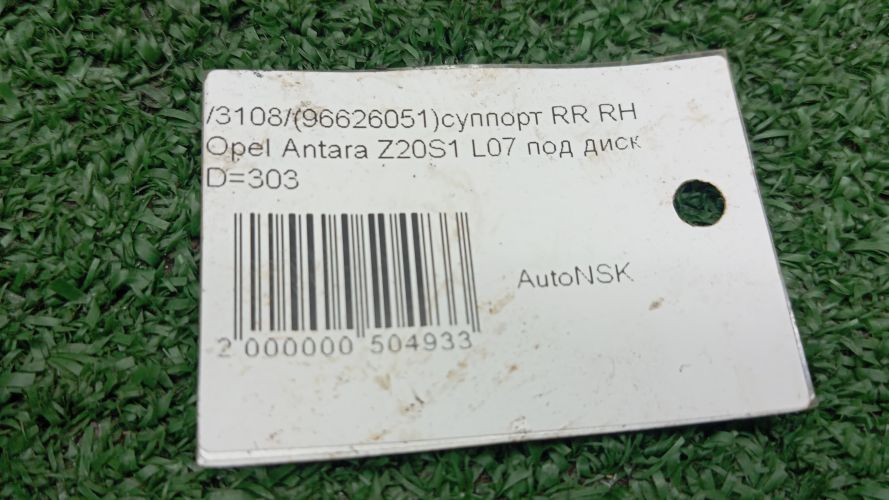 /3108/(96626051)суппорт RR RH
Opel Antara Z20S1 L07 под диск
D=303
AutoNSK
2 000000 504933